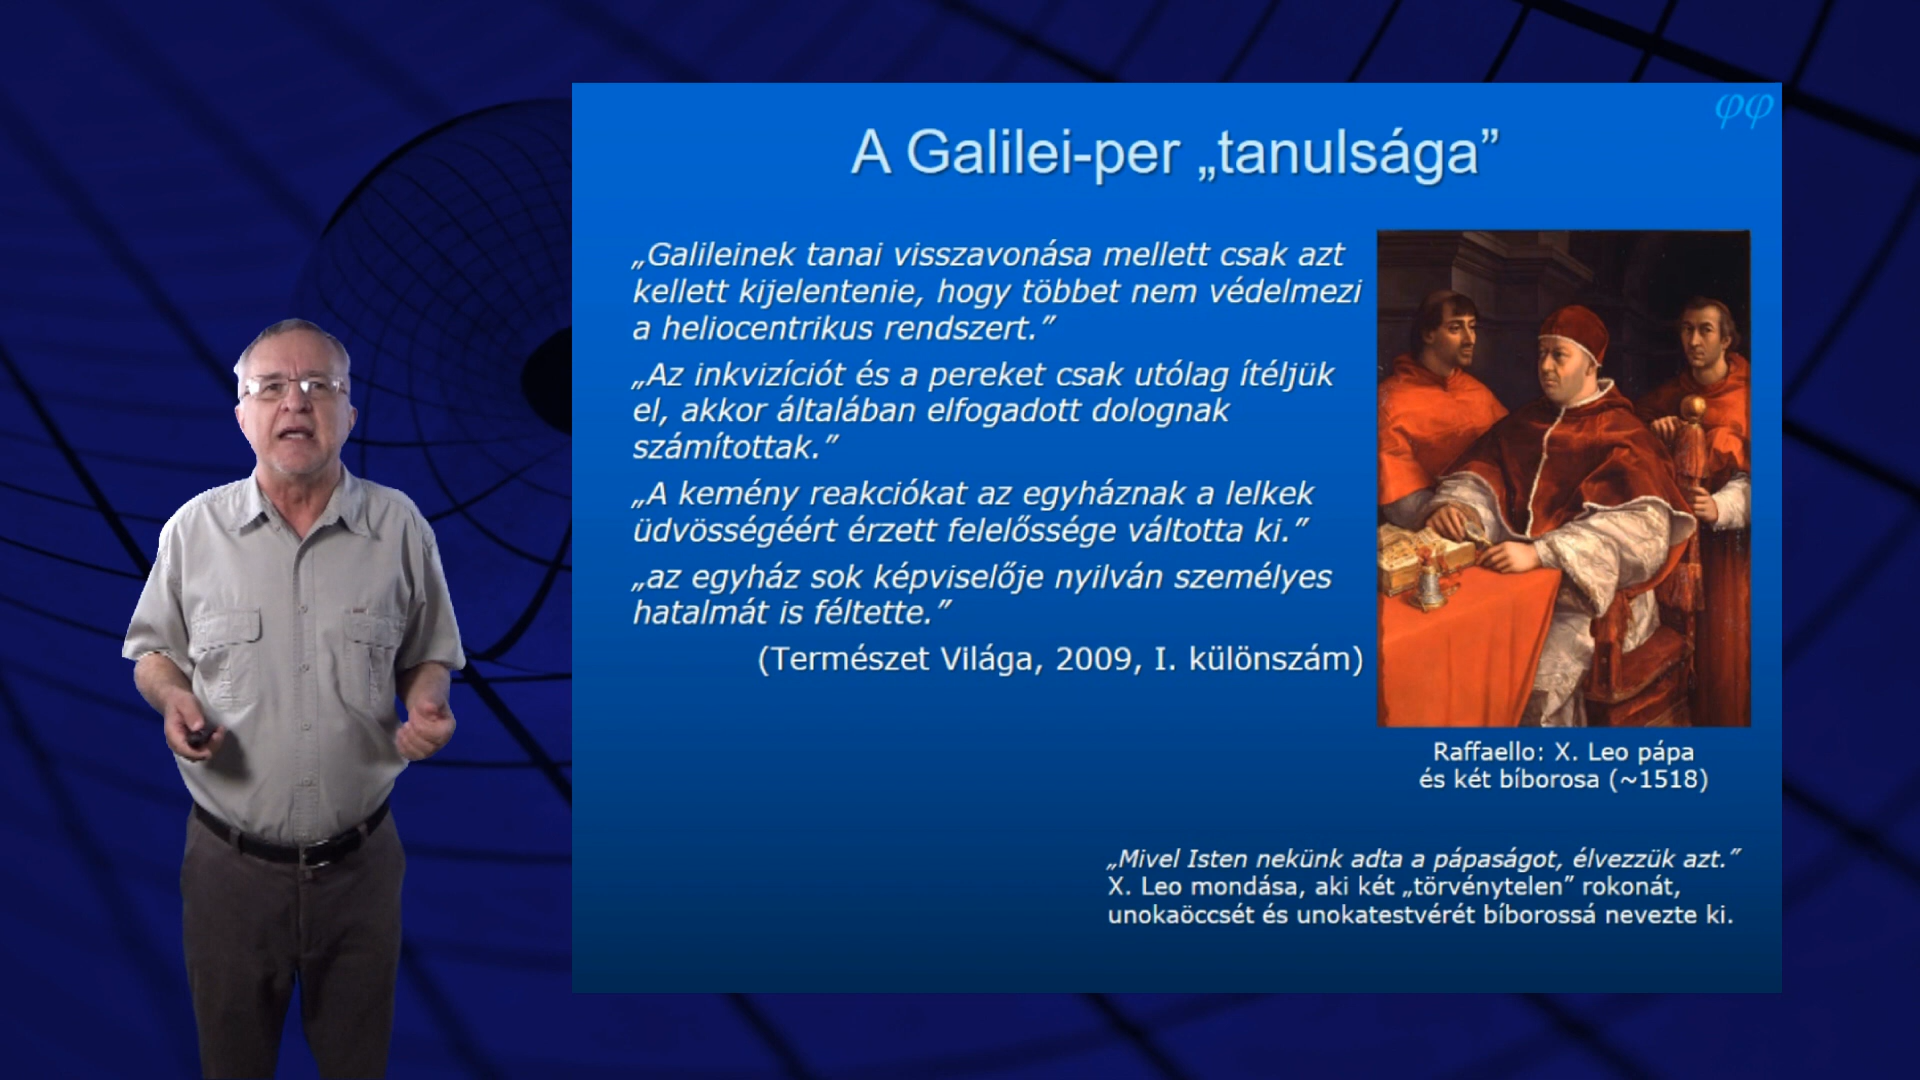 φφ
A Galilei-per „tanulsága”
„Galileinek tanai visszavonása mellett csak azt
kellett kijelentenie, hogy többet nem védelmezi
a heliocentrikus rendszert.”
„Az inkvizíciót és a pereket csak utólag ítéljük
el, akkor általában elfogadott dolognak
számítottak.”
„A kemény reakciókat az egyháznak a lelkek
üdvösségéért érzett felelőssége váltotta ki.”
„az egyház sok képviselője nyilván személyes
hatalmát is féltette.”
(Természet Világa, 2009, I. különszám)
Raffaello: X. Leo pápa
és két bíborosa (~1518)
„Mivel Isten nekünk adta a pápaságot, élvezzük azt.”
X. Leo mondása, aki két „törvénytelen” rokonát,
unokaöccsét és unokatestvérét bíborossá nevezte ki.